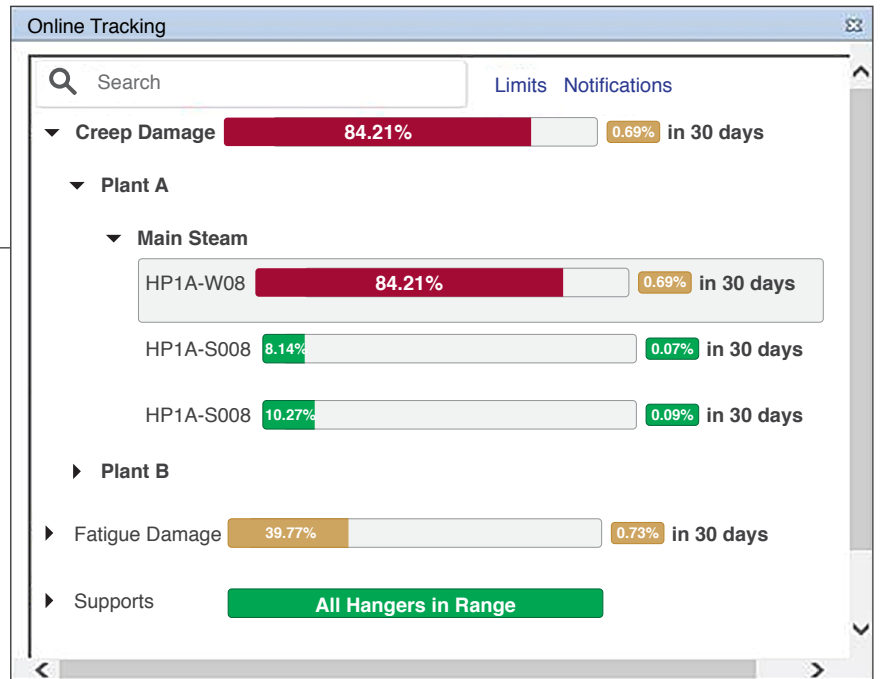 Online Tracking
Search
Limits Notifications
Creep Damage 84.21% 0.69% in 30 days
Plant A
Main Steam
HP1A-W08 84.21% 0.69% in 30 days
HP1A-S008 8.14% 0.07% in 30 days
HP1A-S008 10.27% 0.09% in 30 days
Plant B
Fatigue Damage 39.77% 0.73% in 30 days
Supports All Hangers in Range